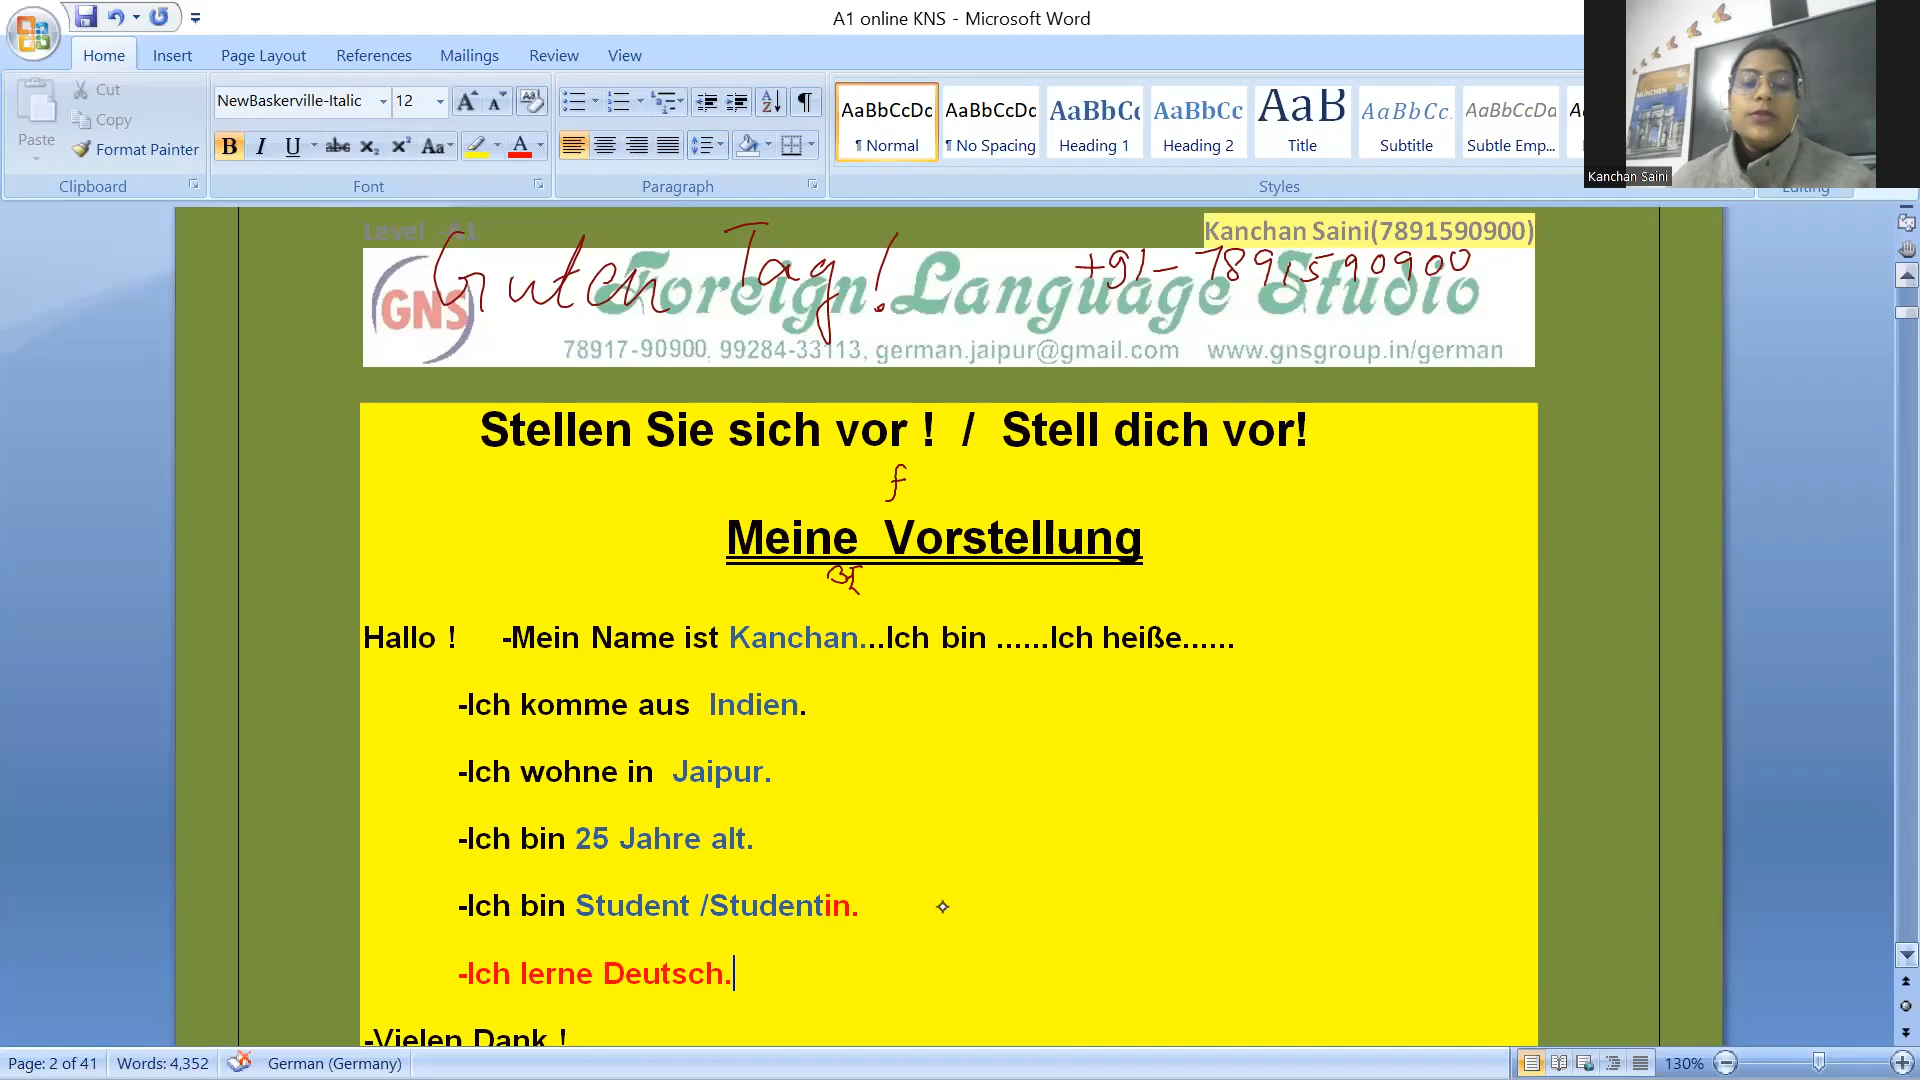 A1 online KNS - Microsoft Word
Home Insert Page Layout References Mailings Review View
Cut
Copy
Format Painter
Paste
NewBaskerville-Italic 12
AaBbCcDc AaBbCcDc AaBbCc AaBbCc AaB AaBbCc. AaBbCcDa
¶ Normal ¶ No Spacing Heading 1 Heading 2 Title Subtitle Subtle Emp...
Clipboard Font Paragraph Styles Editing
Kanchan Saini
Level -A1 Kanchan Saini(7891590900)
Guten Tag! +91-7891590900
GNS Foreign Language Studio
78917-90900, 99284-33113, german.jaipur@gmail.com www.gnsgroup.in/german
Stellen Sie sich vor ! / Stell dich vor!
f
Meine Vorstellung
अ
Hallo ! -Mein Name ist Kanchan...Ich bin ......Ich heiße......
-Ich komme aus Indien.
-Ich wohne in Jaipur.
-Ich bin 25 Jahre alt.
-Ich bin Student /Studentin.
-Ich lerne Deutsch.
-Vielen Dank !
Page: 2 of 41 Words: 4,352 German (Germany) 130%